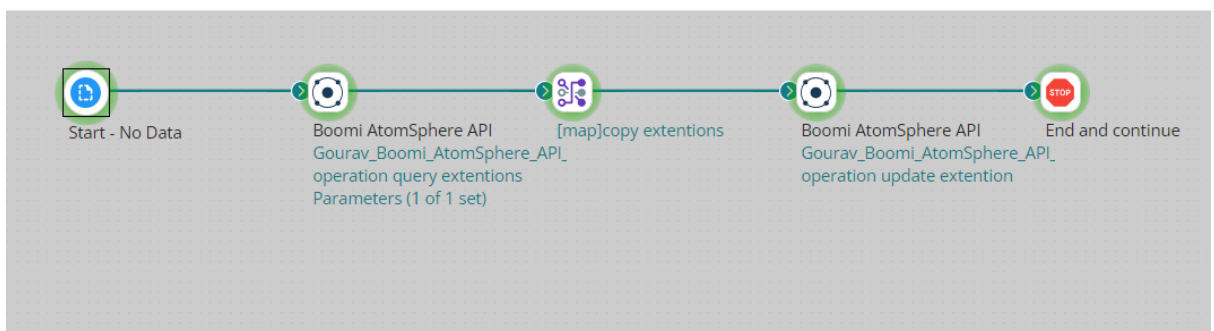 Start - No Data
Boomi AtomSphere API
Gourav_Boomi_AtomSphere_API_
operation query extentions
Parameters (1 of 1 set)
[map]copy extentions
Boomi AtomSphere API
Gourav_Boomi_AtomSphere_API_
operation update extention
STOP
End and continue